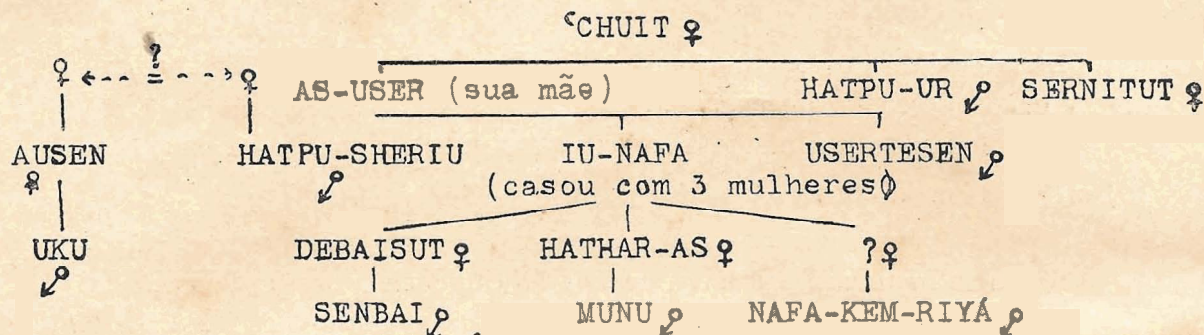 ʿCHUIT ♀
♀ <-- ? = --> ♀ AS-USER (sua mãe) HATPU-UR ♂ SERNITUT ♀
AUSEN ♀ HATPU-SHERIU ♂ IU-NAFA USERTESEN ♂
(casou com 3 mulheres)
UKU ♂ DEBAISUT ♀ HATHAR-AS ♀ ?♀
SENBAI ♂ MUNU ♂ NAFA-KEM-RIYÁ ♂